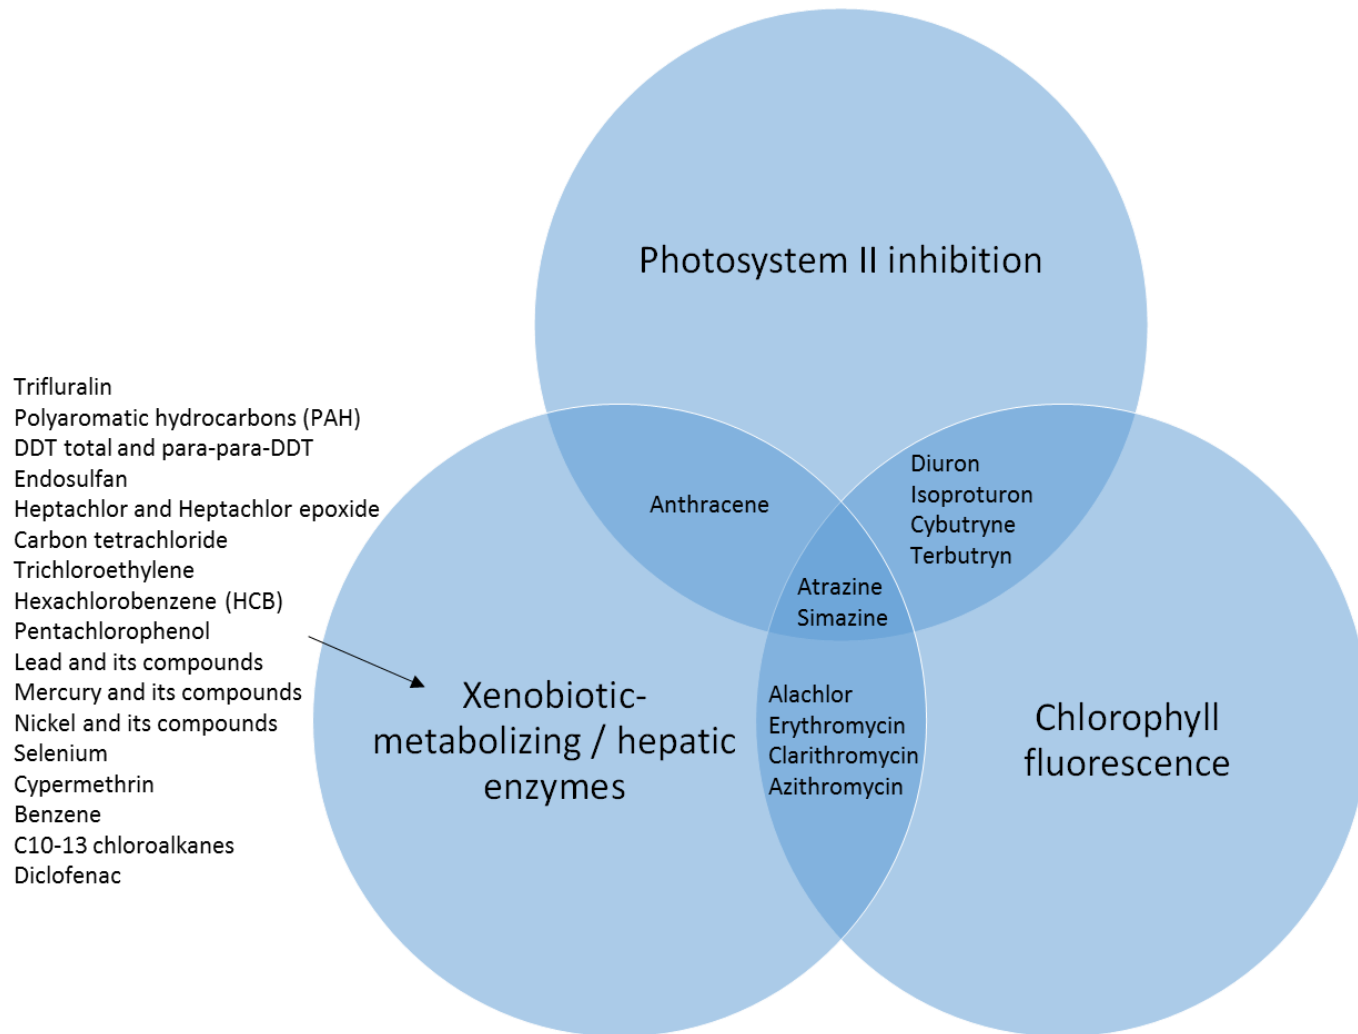 Photosystem II inhibition
Trifluralin
Polyaromatic hydrocarbons (PAH)
DDT total and para-para-DDT
Endosulfan
Heptachlor and Heptachlor epoxide
Carbon tetrachloride
Trichloroethylene
Hexachlorobenzene (HCB)
Pentachlorophenol
Lead and its compounds
Mercury and its compounds
Nickel and its compounds
Selenium
Cypermethrin
Benzene
C10-13 chloroalkanes
Diclofenac
Anthracene
Diuron
Isoproturon
Cybutryne
Terbutryn
Atrazine
Simazine
Xenobiotic-
metabolizing / hepatic
enzymes
Alachlor
Erythromycin
Clarithromycin
Azithromycin
Chlorophyll
fluorescence